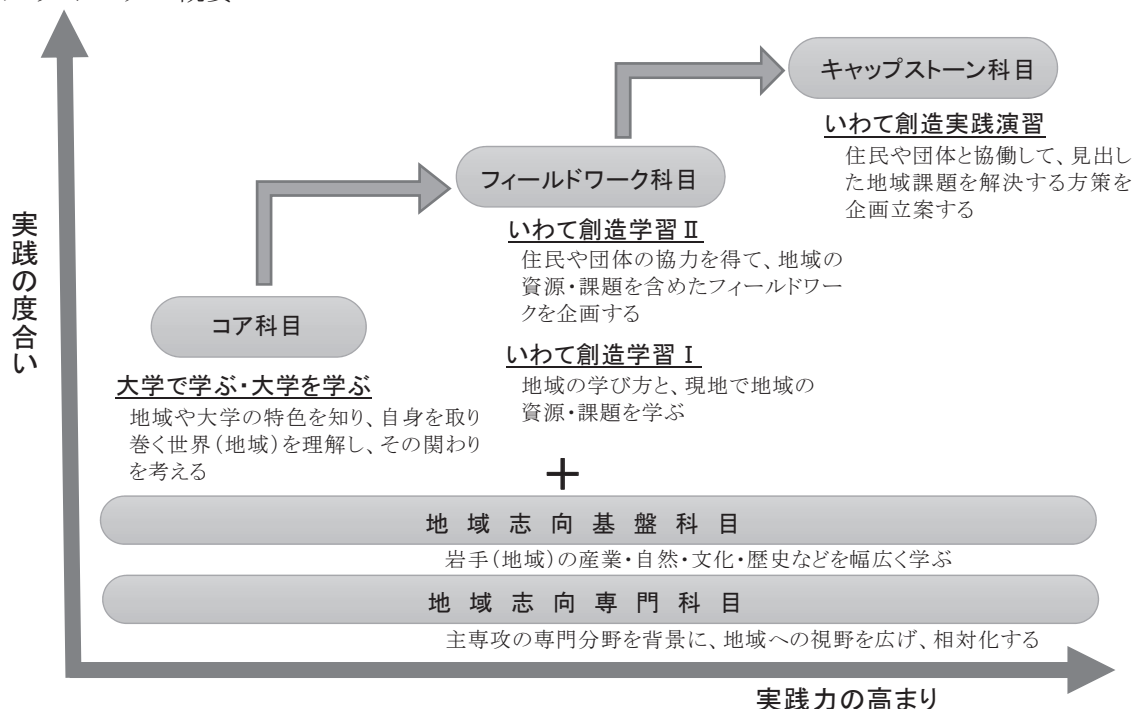 キャップストーン科目
いわて創造実践演習
住民や団体と協働して、見出し
た地域課題を解決する方策を
企画立案する
フィールドワーク科目
いわて創造学習Ⅱ
住民や団体の協力を得て、地域の
資源・課題を含めたフィールドワー
クを企画する
いわて創造学習Ⅰ
地域の学び方と、現地で地域の
資源・課題を学ぶ
コア科目
大学で学ぶ・大学を学ぶ
地域や大学の特色を知り、自身を取り
巻く世界(地域)を理解し、その関わり
を考える
+
地域志向基盤科目
岩手(地域)の産業・自然・文化・歴史などを幅広く学ぶ
地域志向専門科目
主専攻の専門分野を背景に、地域への視野を広げ、相対化する
実践の度合い
実践力の高まり